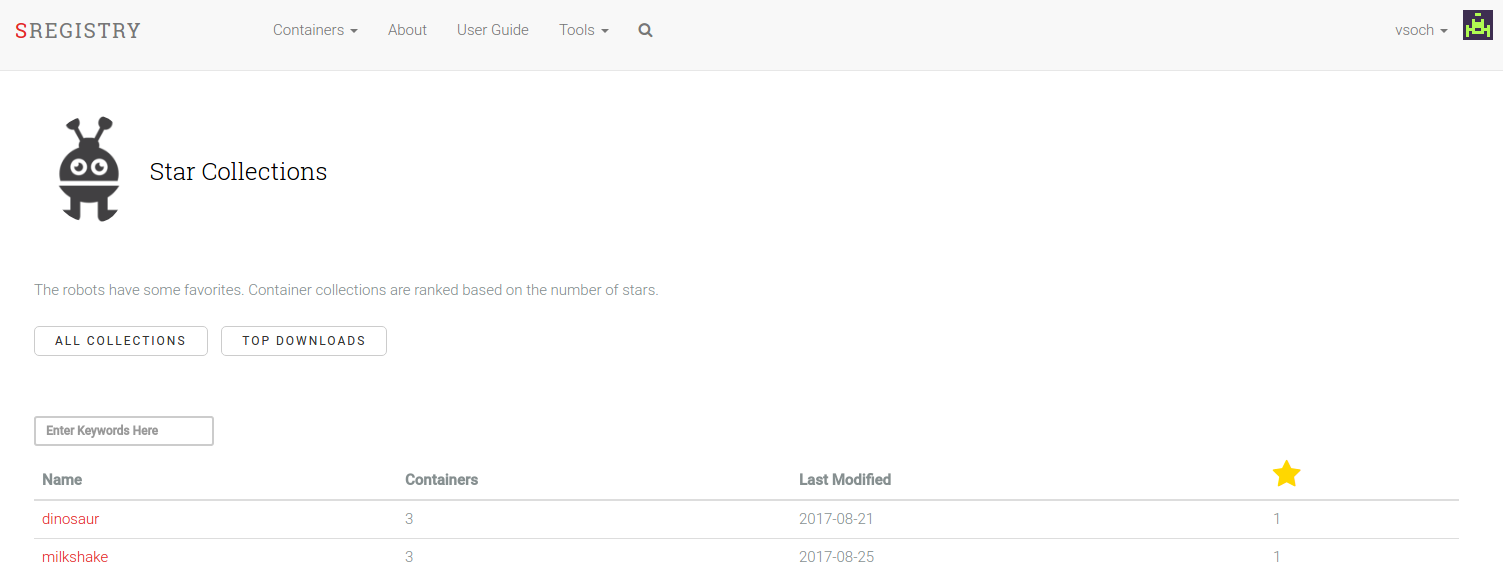 SREGISTRY Containers About User Guide Tools vsoch
Star Collections
The robots have some favorites. Container collections are ranked based on the number of stars.
ALL COLLECTIONS TOP DOWNLOADS
Enter Keywords Here
Name Containers Last Modified
dinosaur 3 2017-08-21 1
milkshake 3 2017-08-25 1